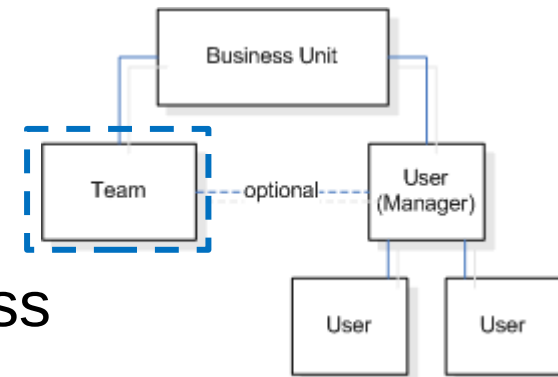 Business Unit
Team
optional
User
(Manager)
User
User